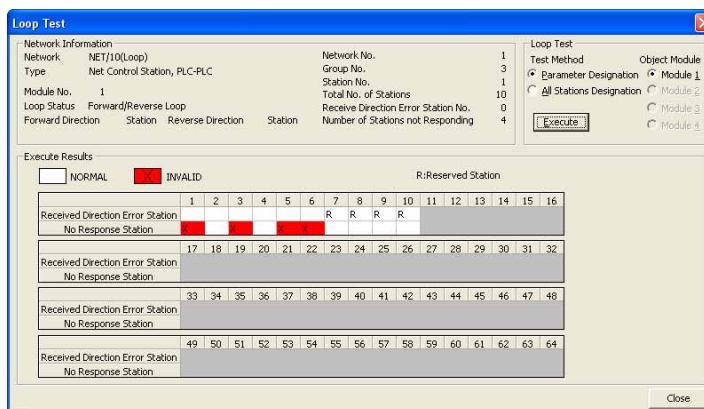 Loop Test
Network Information
Network NET/10(Loop)
Type Net Control Station, PLC-PLC
Module No. 1
Loop Status Forward/Reverse Loop
Forward Direction Station Reverse Direction Station
Network No. 1
Group No. 3
Station No. 1
Total No. of Stations 10
Receive Direction Error Station No. 0
Number of Stations not Responding 4
Loop Test
Test Method Object Module
Parameter Designation Module 1
All Stations Designation Module 2
Module 3
Execute Module 4
Execute Results
NORMAL X INVALID R:Reserved Station
1 2 3 4 5 6 7 8 9 10 11 12 13 14 15 16
Received Direction Error Station R R R R
No Response Station X X X X
17 18 19 20 21 22 23 24 25 26 27 28 29 30 31 32
Received Direction Error Station
No Response Station
33 34 35 36 37 38 39 40 41 42 43 44 45 46 47 48
Received Direction Error Station
No Response Station
49 50 51 52 53 54 55 56 57 58 59 60 61 62 63 64
Received Direction Error Station
No Response Station
Close